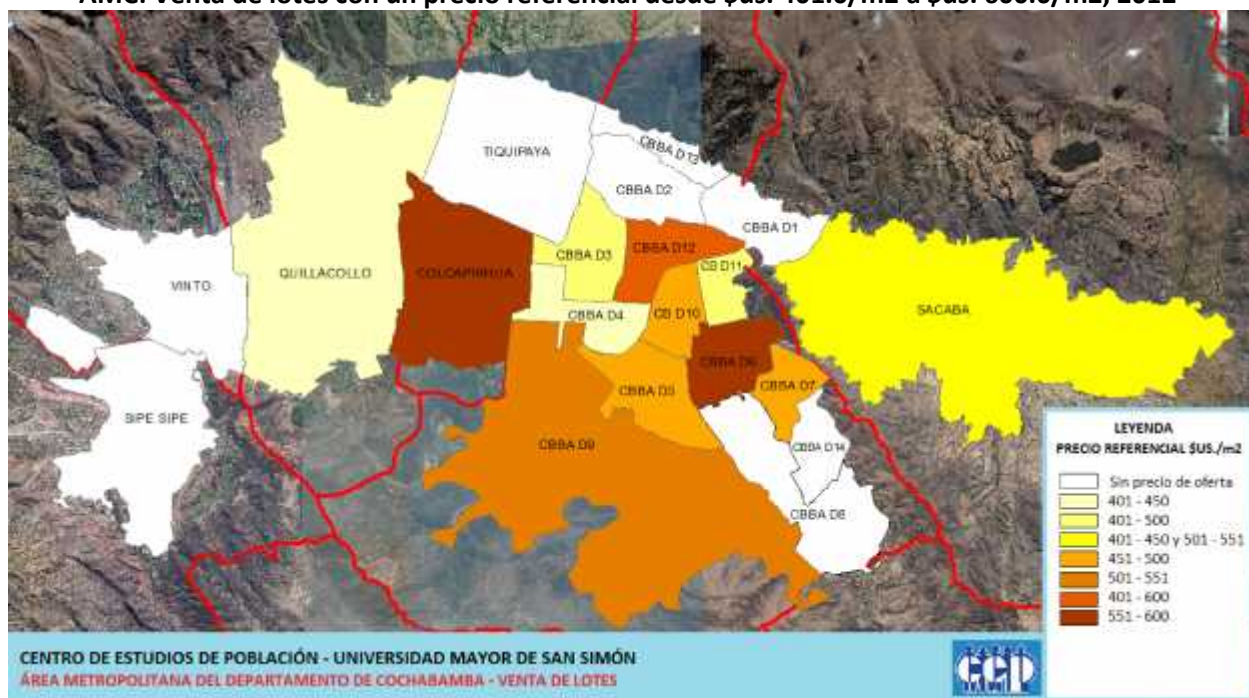 AMC: Venta de lotes con un precio referencial desde $us. 401.0/m2 a $us. 600.0/m2, 2012
TIQUIPAYA
CBBA D13
CBBA D2
CBBA D1
CBBA D3
CBBA D12
CB D11
QUILLACOLLO
COLCAPIRHUA
VINTO
CBBA D4
CB D10
SACABA
CBBA D6
CBBA D5
CBBA D7
SIPE SIPE
CBBA D9
CBBA D14
CBBA D8
LEYENDA
PRECIO REFERENCIAL $US./m2
Sin precio de oferta
401 - 450
401 - 500
401 - 450 y 501 - 551
451 - 500
501 - 551
401 - 600
551 - 600
CENTRO DE ESTUDIOS DE POBLACIÓN - UNIVERSIDAD MAYOR DE SAN SIMÓN
ÁREA METROPOLITANA DEL DEPARTAMENTO DE COCHABAMBA - VENTA DE LOTES
CEP